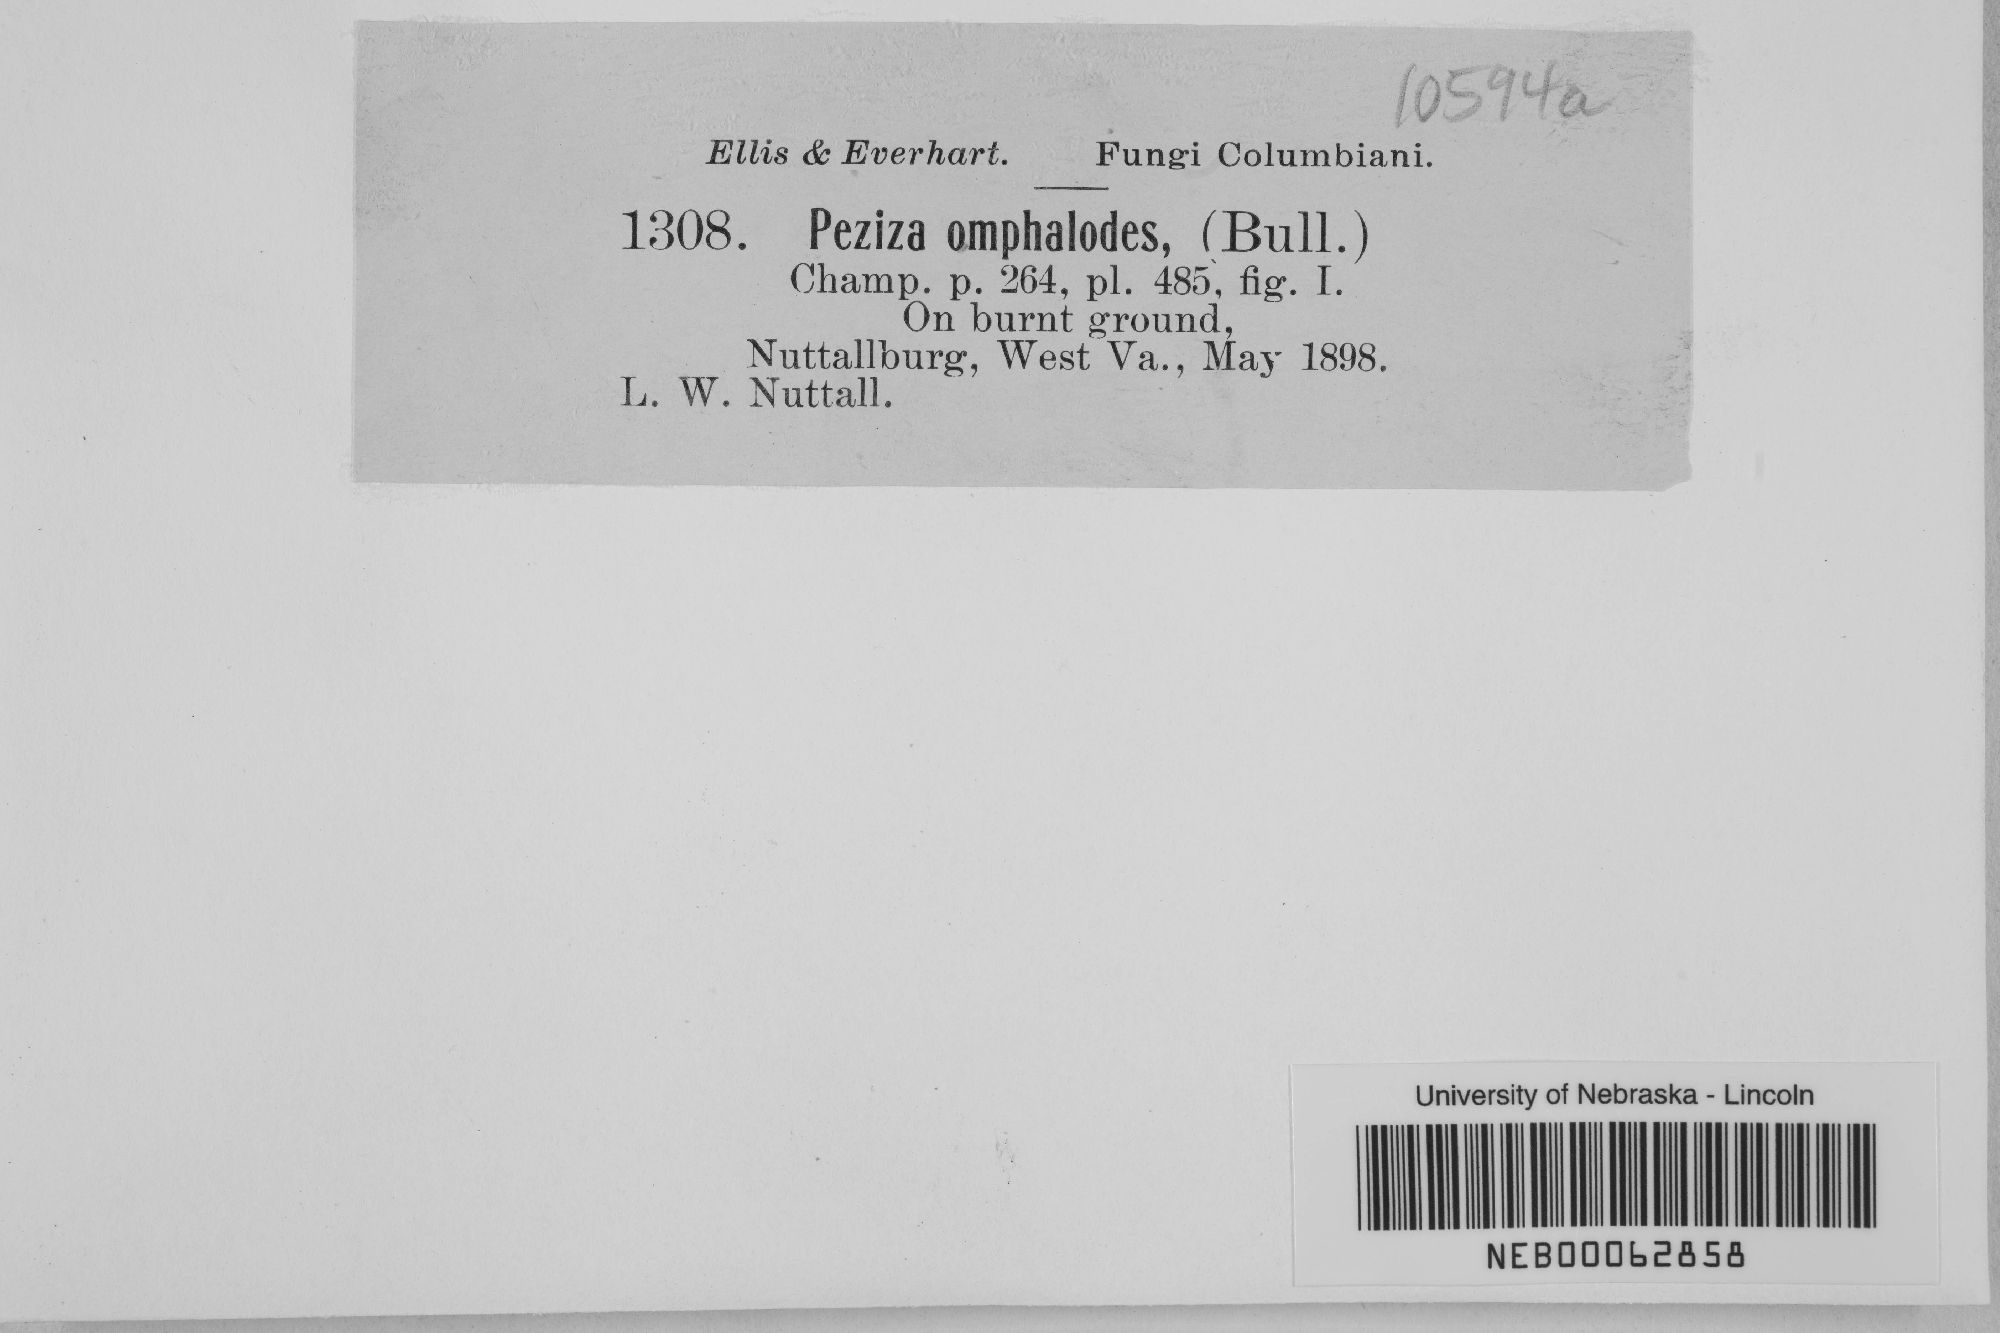 10594a
Ellis & Everhart. Fungi Columbiani.
1308. Peziza omphalodes, (Bull.)
Champ. p. 264, pl. 485, fig. I.
On burnt ground,
Nuttallburg, West Va., May 1898.
L. W. Nuttall.
University of Nebraska - Lincoln
NEB00062858